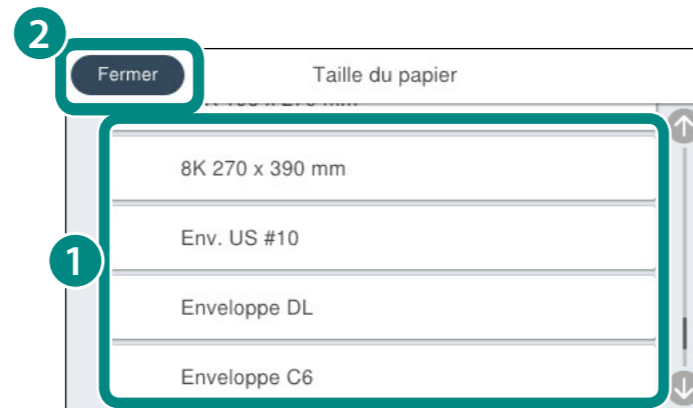 2
Fermer
Taille du papier
8K 270 x 390 mm
1
Env. US #10
Enveloppe DL
Enveloppe C6